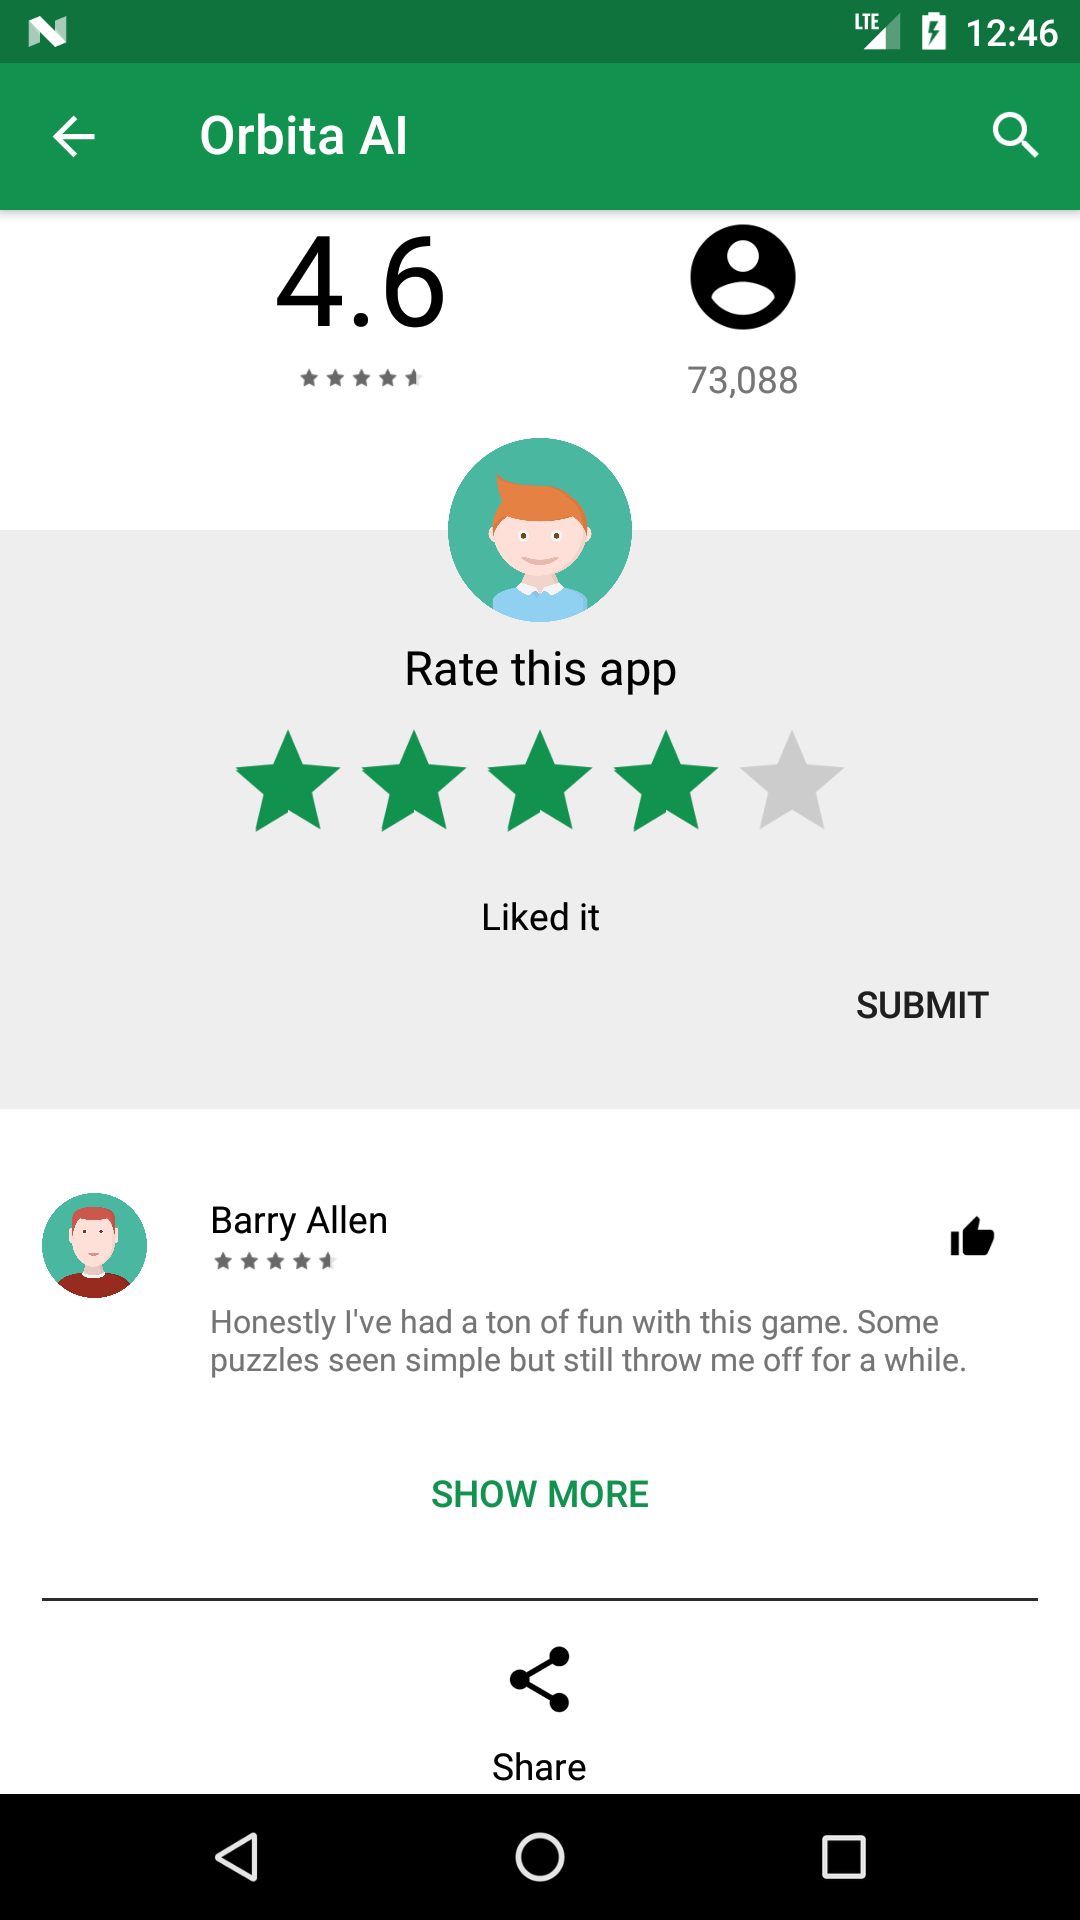 LTE 12:46
Orbita AI
4.6
73,088
Rate this app
Liked it
SUBMIT
Barry Allen
Honestly I've had a ton of fun with this game. Some
puzzles seen simple but still throw me off for a while.
SHOW MORE
Share